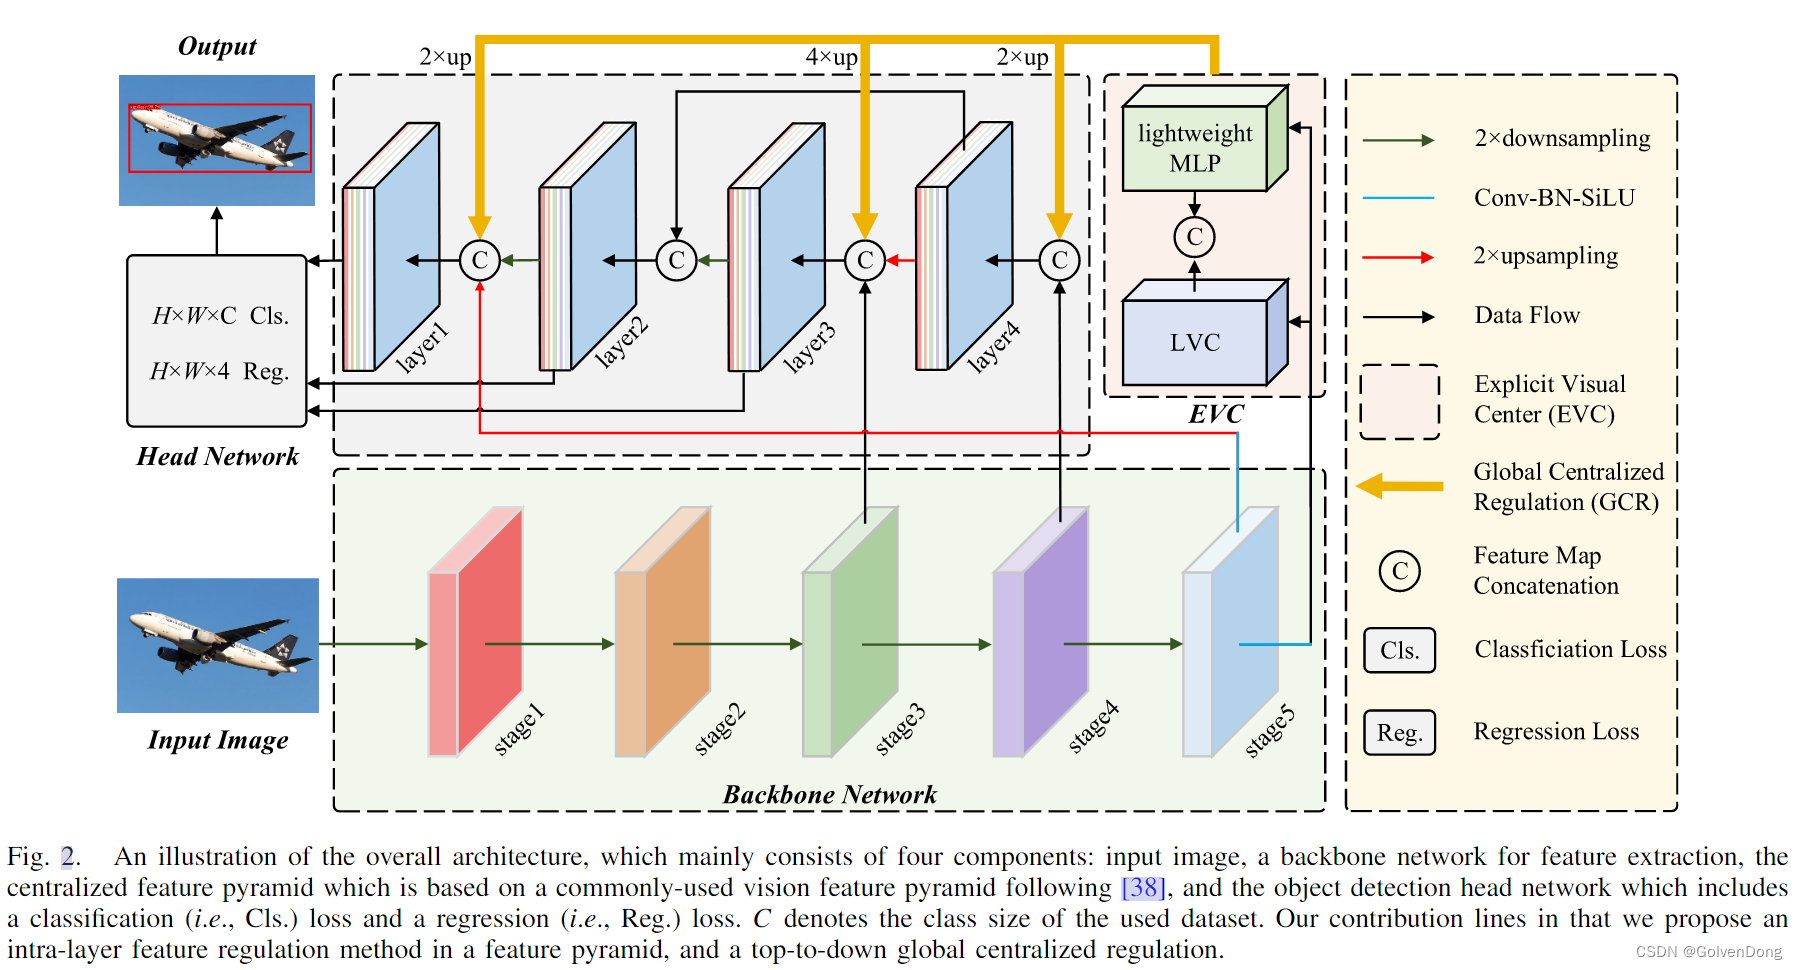 Output
2×up
4×up
2×up
lightweight
MLP
C
LVC
EVC
C
C
C
C
layer1
layer2
layer3
layer4
H×W×C Cls.
H×W×4 Reg.
Head Network
Input Image
stage1
stage2
stage3
stage4
stage5
Backbone Network
2×downsampling
Conv-BN-SiLU
2×upsampling
Data Flow
Explicit Visual
Center (EVC)
Global Centralized
Regulation (GCR)
C
Feature Map
Concatenation
Cls.
Classficiation Loss
Reg.
Regression Loss
Fig. 2. An illustration of the overall architecture, which mainly consists of four components: input image, a backbone network for feature extraction, the
centralized feature pyramid which is based on a commonly-used vision feature pyramid following [38], and the object detection head network which includes
a classification (i.e., Cls.) loss and a regression (i.e., Reg.) loss. C denotes the class size of the used dataset. Our contribution lines in that we propose an
intra-layer feature regulation method in a feature pyramid, and a top-to-down global centralized regulation.
CSDN @GolvenDong